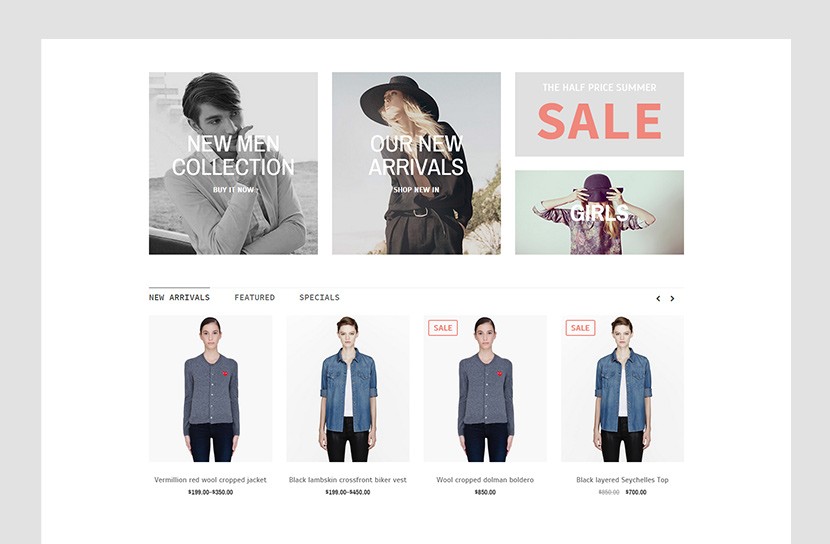 NEW MEN
COLLECTION
BUY IT NOW
OUR NEW
ARRIVALS
SHOP NEW IN
THE HALF PRICE SUMMER
SALE
GIRLS
NEW ARRIVALS
FEATURED
SPECIALS
SALE
SALE
Vermillion red wool cropped jacket
$199.00-$350.00
Black lambskin crossfront biker vest
$199.00-$450.00
Wool cropped dolman boldero
$850.00
Black layered Seychelles Top
$950.00 $700.00